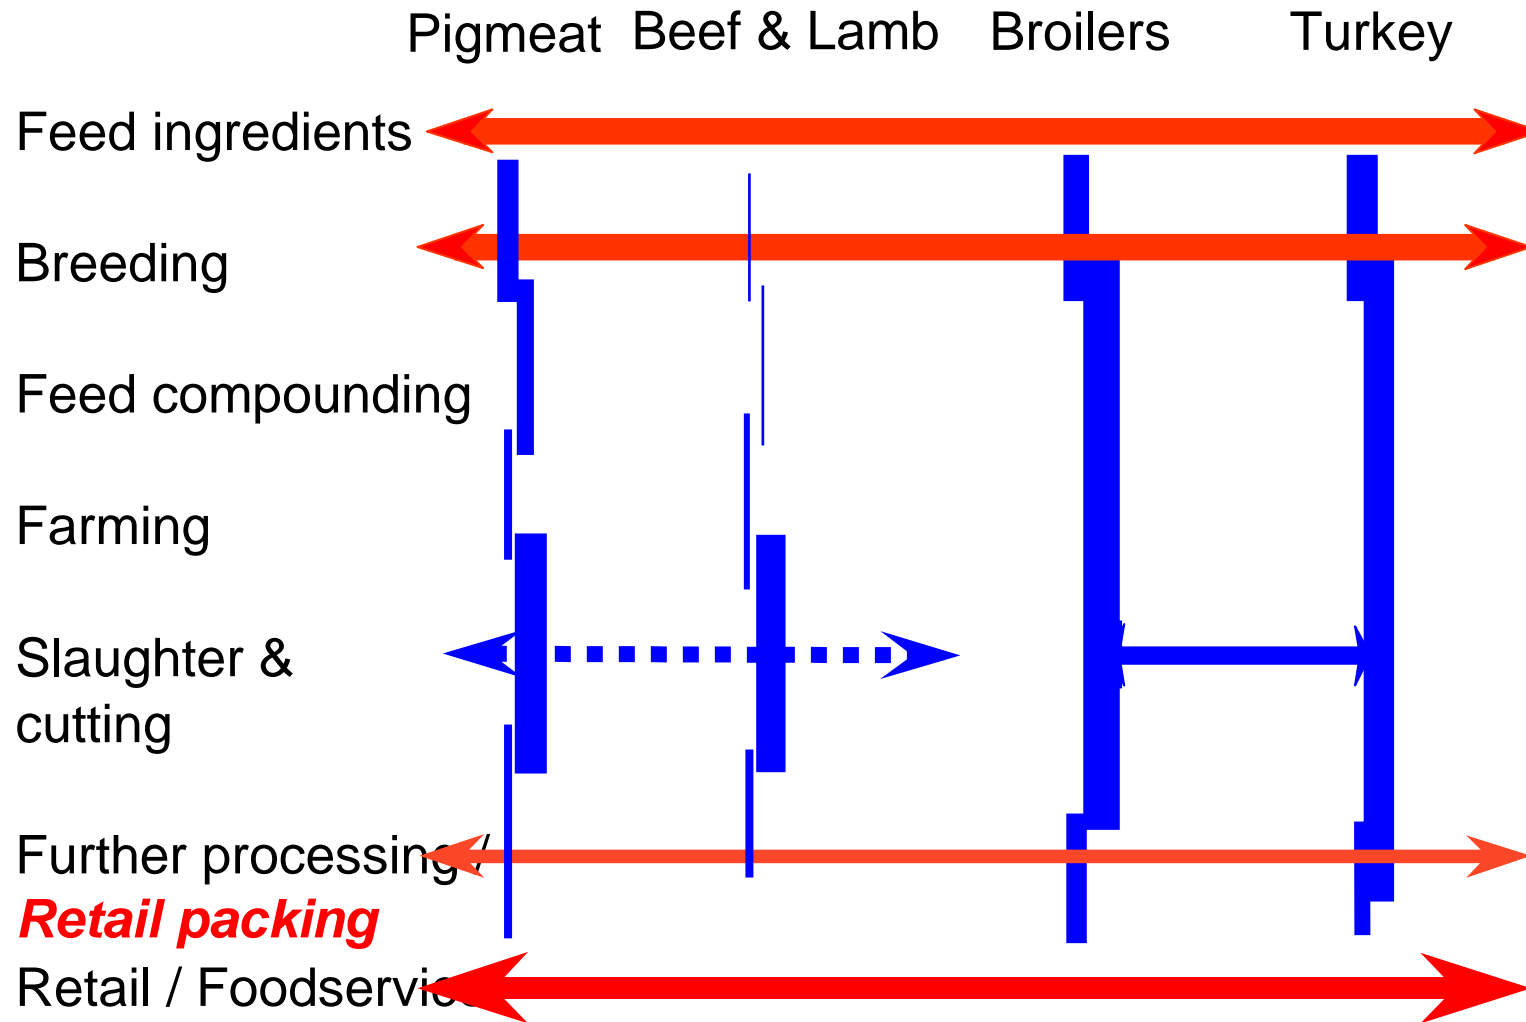 Pigmeat Beef & Lamb Broilers Turkey
Feed ingredients
Breeding
Feed compounding
Farming
Slaughter &
cutting
Further processing /
Retail packing
Retail / Foodservice